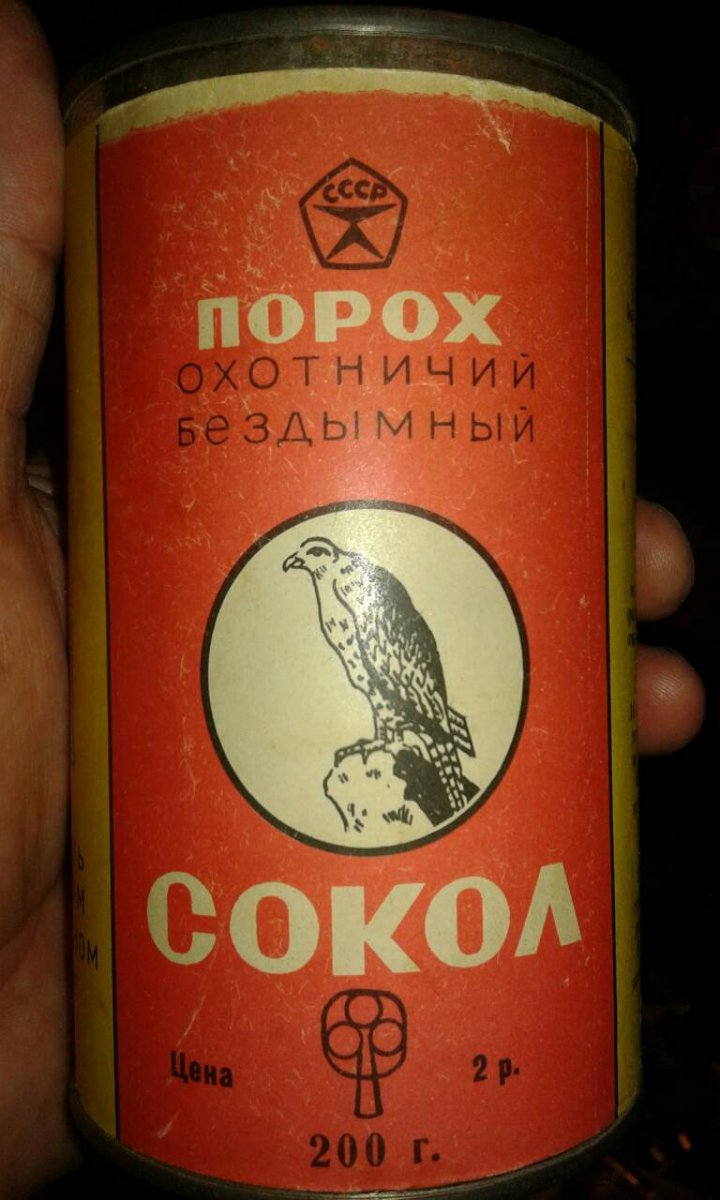 СССР
ПОРОХ
ОХОТНИЧИЙ
БеЗДЫМНЫЙ
СОКОЛ
Цена 2 р.
200 г.